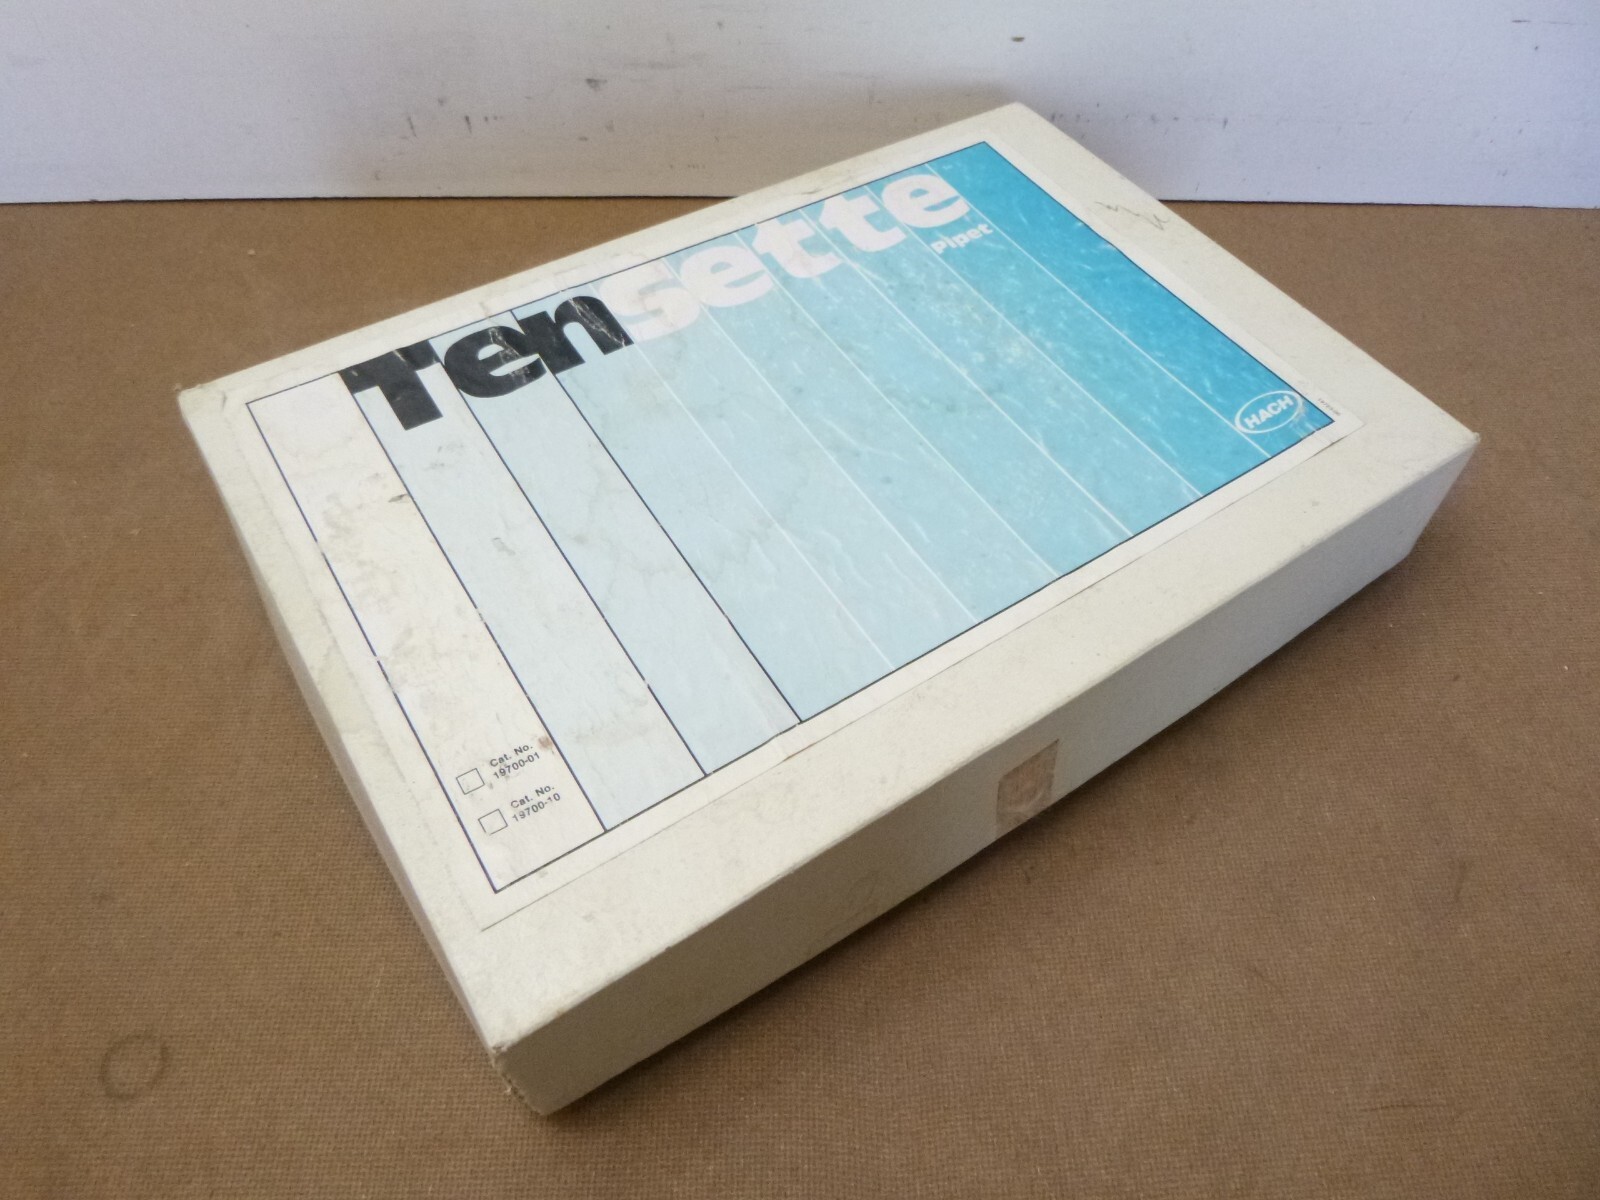 Tensette
Pipet
HACH
Cat. No.
19700-01
Cat. No.
19700-10